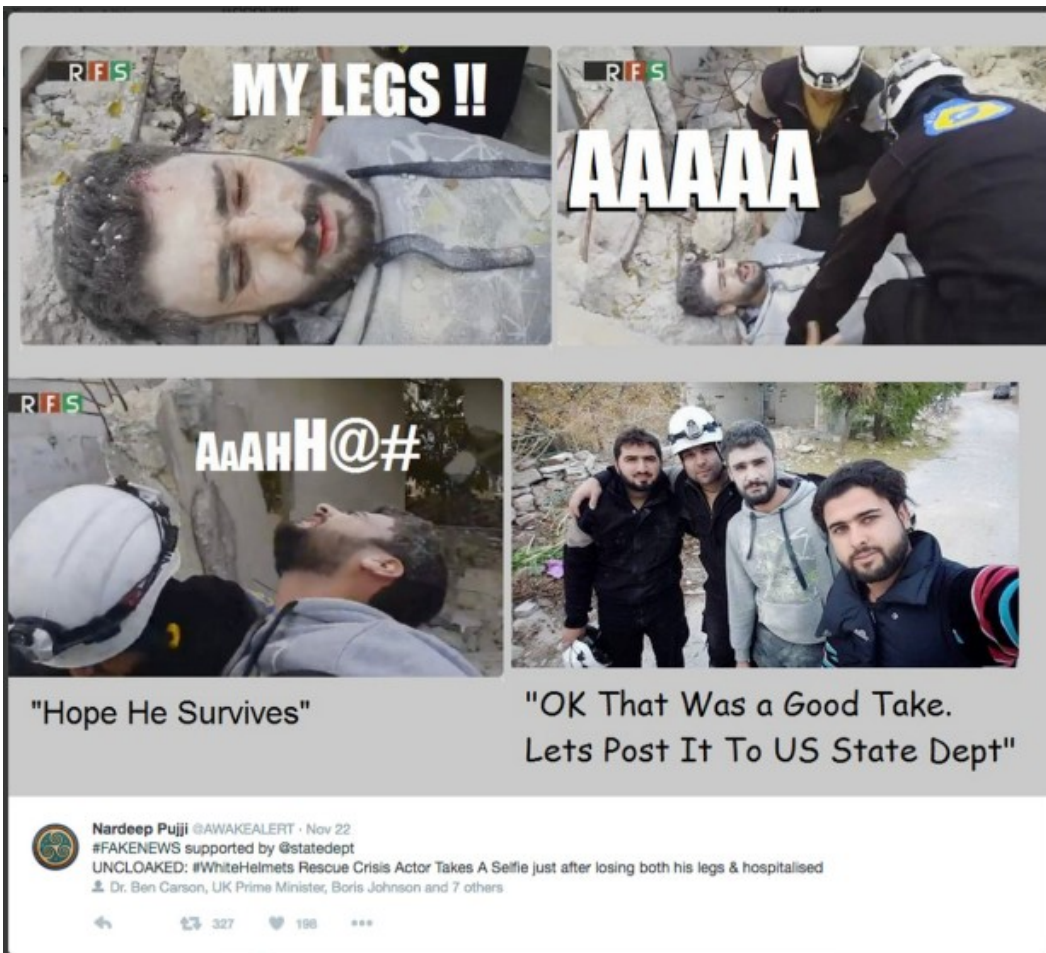 RFS
MY LEGS !!
RFS
AAAAA
RFS
AAAHH@#
"Hope He Survives"
"OK That Was a Good Take.
Lets Post It To US State Dept"
Nardeep Pujji @AWAKEALERT · Nov 22
#FAKENEWS supported by @statedept
UNCLOAKED: #WhiteHelmets Rescue Crisis Actor Takes A Selfie just after losing both his legs & hospitalised
Dr. Ben Carson, UK Prime Minister, Boris Johnson and 7 others
327 198